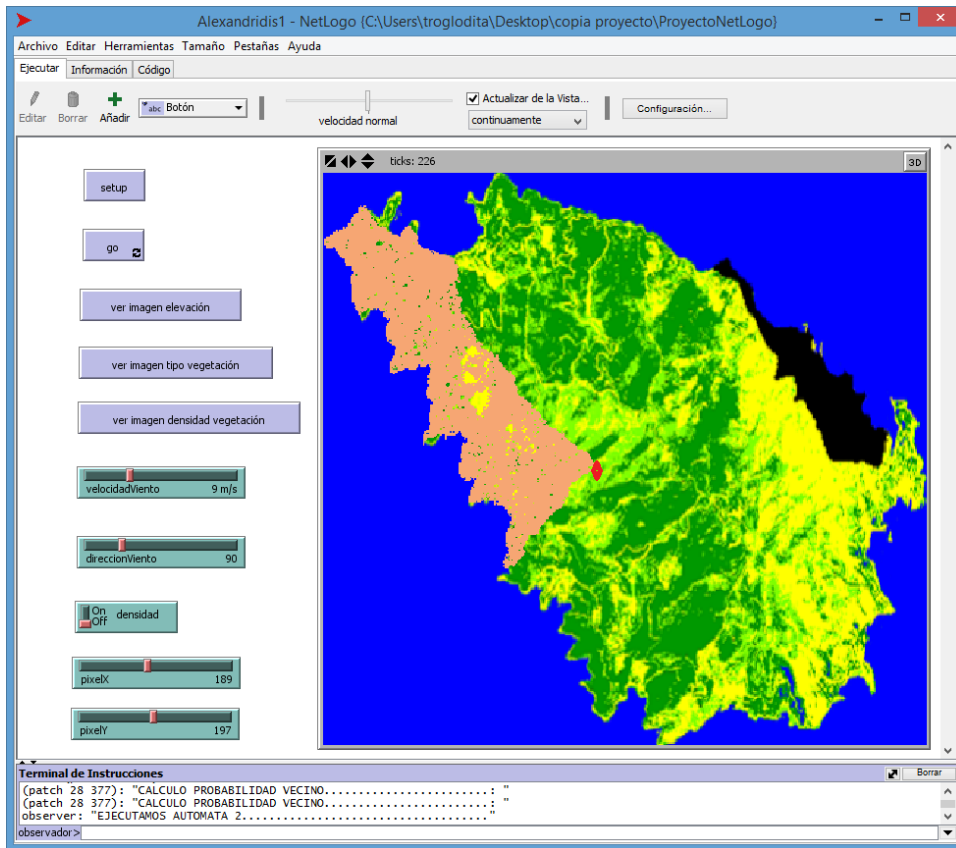 Alexandridis1 - NetLogo {C:\Users\troglodita\Desktop\copia proyecto\ProyectoNetLogo}
Archivo Editar Herramientas Tamaño Pestañas Ayuda
Ejecutar Información Código
Editar Borrar Añadir
abc Botón
velocidad normal
Actualizar de la Vista...
continuamente
Configuración...
ticks: 226
3D
setup
go
ver imagen elevación
ver imagen tipo vegetación
ver imagen densidad vegetación
velocidadViento 9 m/s
direccionViento 90
On
Off
densidad
pixelX 189
pixelY 197
N
Terminal de Instrucciones
Borrar
(patch 28 377): "CALCULO PROBABILIDAD VECINO........................: "
(patch 28 377): "CALCULO PROBABILIDAD VECINO........................: "
observer: "EJECUTAMOS AUTOMATA 2...................................."
observador>